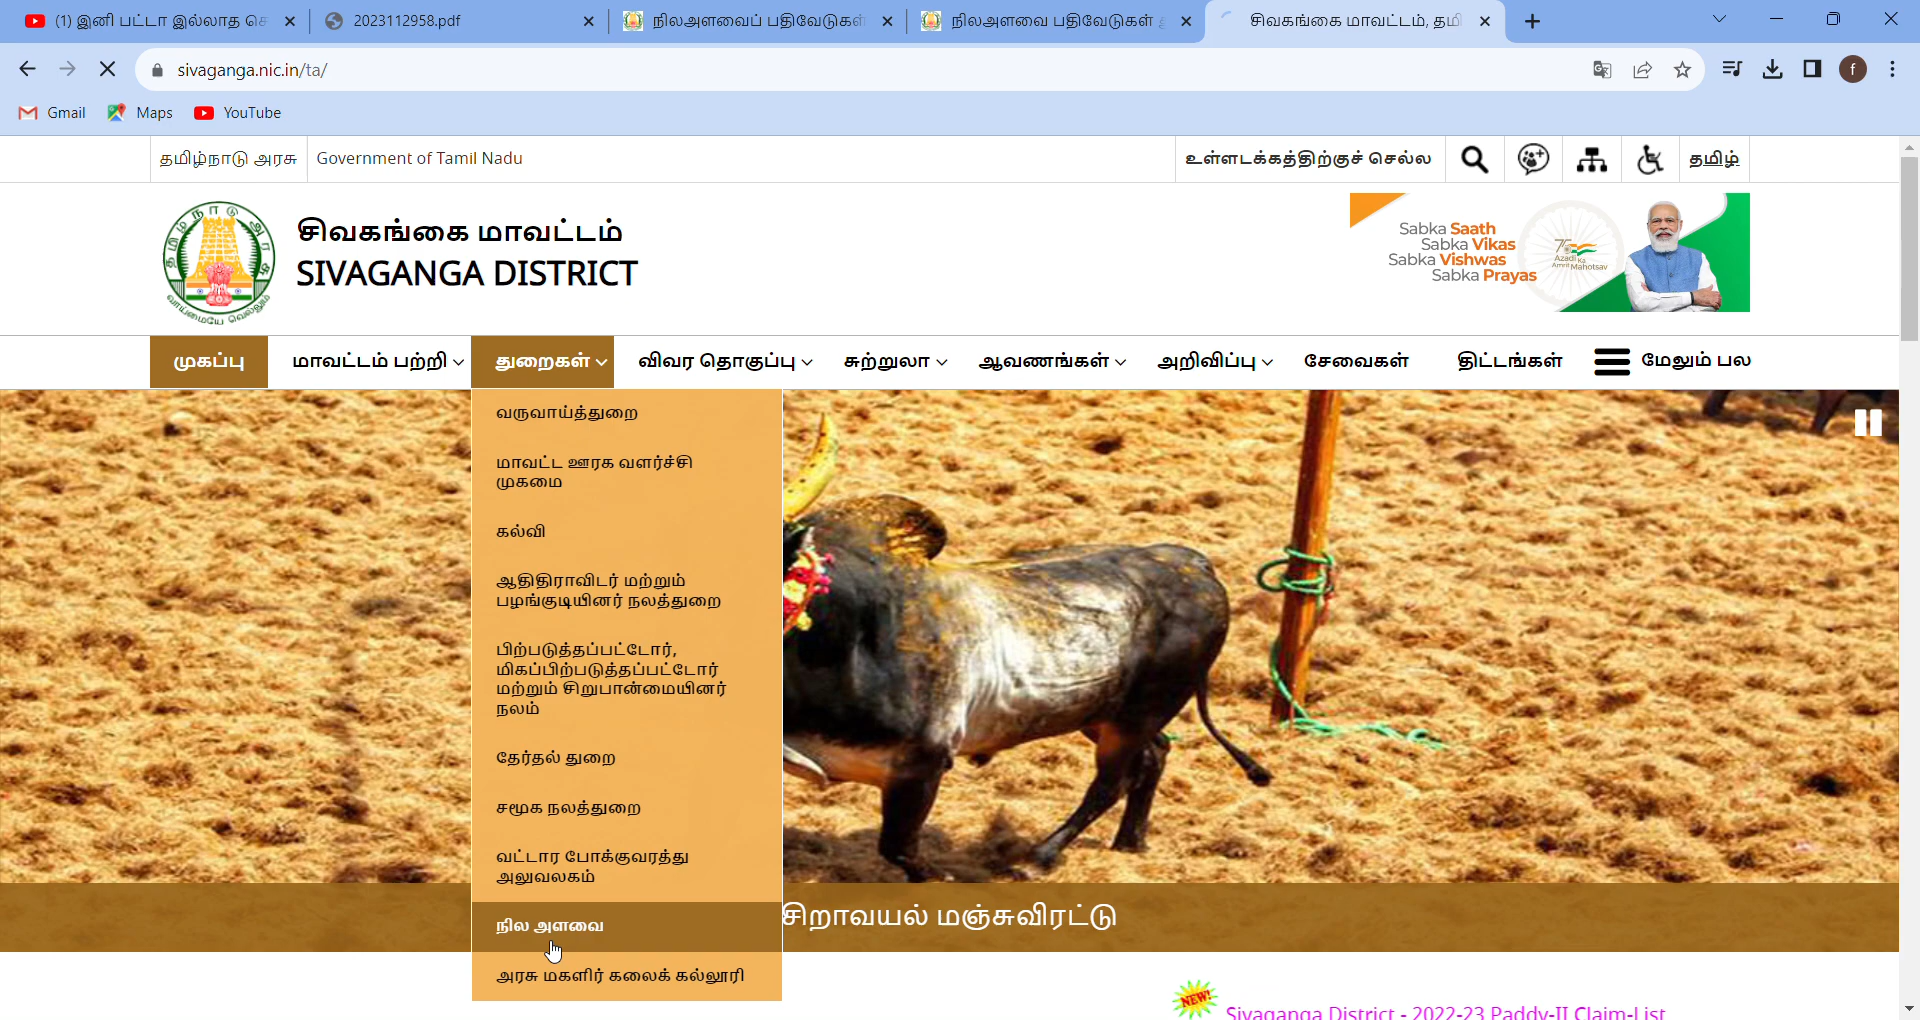 (1) இனி பட்டா இல்லாத
2023112958.pdf
நிலஅளவைப் பதிவேடுகள்
நிலஅளவை பதிவேடுகள்
சிவகங்கை மாவட்டம், தமி
sivaganga.nic.in/ta/
f
Gmail
Maps
YouTube
தமிழ்நாடு அரசு
Government of Tamil Nadu
உள்ளடக்கத்திற்குச் செல்ல
தமிழ்
சிவகங்கை மாவட்டம்
SIVAGANGA DISTRICT
Sabka Saath
Sabka Vikas
Sabka Vishwas
Sabka Prayas
Azadi Ka
Amrit Mahotsav
முகப்பு
மாவட்டம் பற்றி
துறைகள்
விவர தொகுப்பு
சுற்றுலா
ஆவணங்கள்
அறிவிப்பு
சேவைகள்
திட்டங்கள்
மேலும் பல
வருவாய்த்துறை
மாவட்ட ஊரக வளர்ச்சி
முகமை
கல்வி
ஆதிதிராவிடர் மற்றும்
பழங்குடியினர் நலத்துறை
பிற்படுத்தப்பட்டோர்,
மிகப்பிற்படுத்தப்பட்டோர்
மற்றும் சிறுபான்மையினர்
நலம்
தேர்தல் துறை
சமூக நலத்துறை
வட்டார போக்குவரத்து
அலுவலகம்
நில அளவை
அரசு மகளிர் கலைக் கல்லூரி
சிறாவயல் மஞ்சுவிரட்டு
NEW!
Sivaganga District - 2022-23 Paddy-II Claim-List